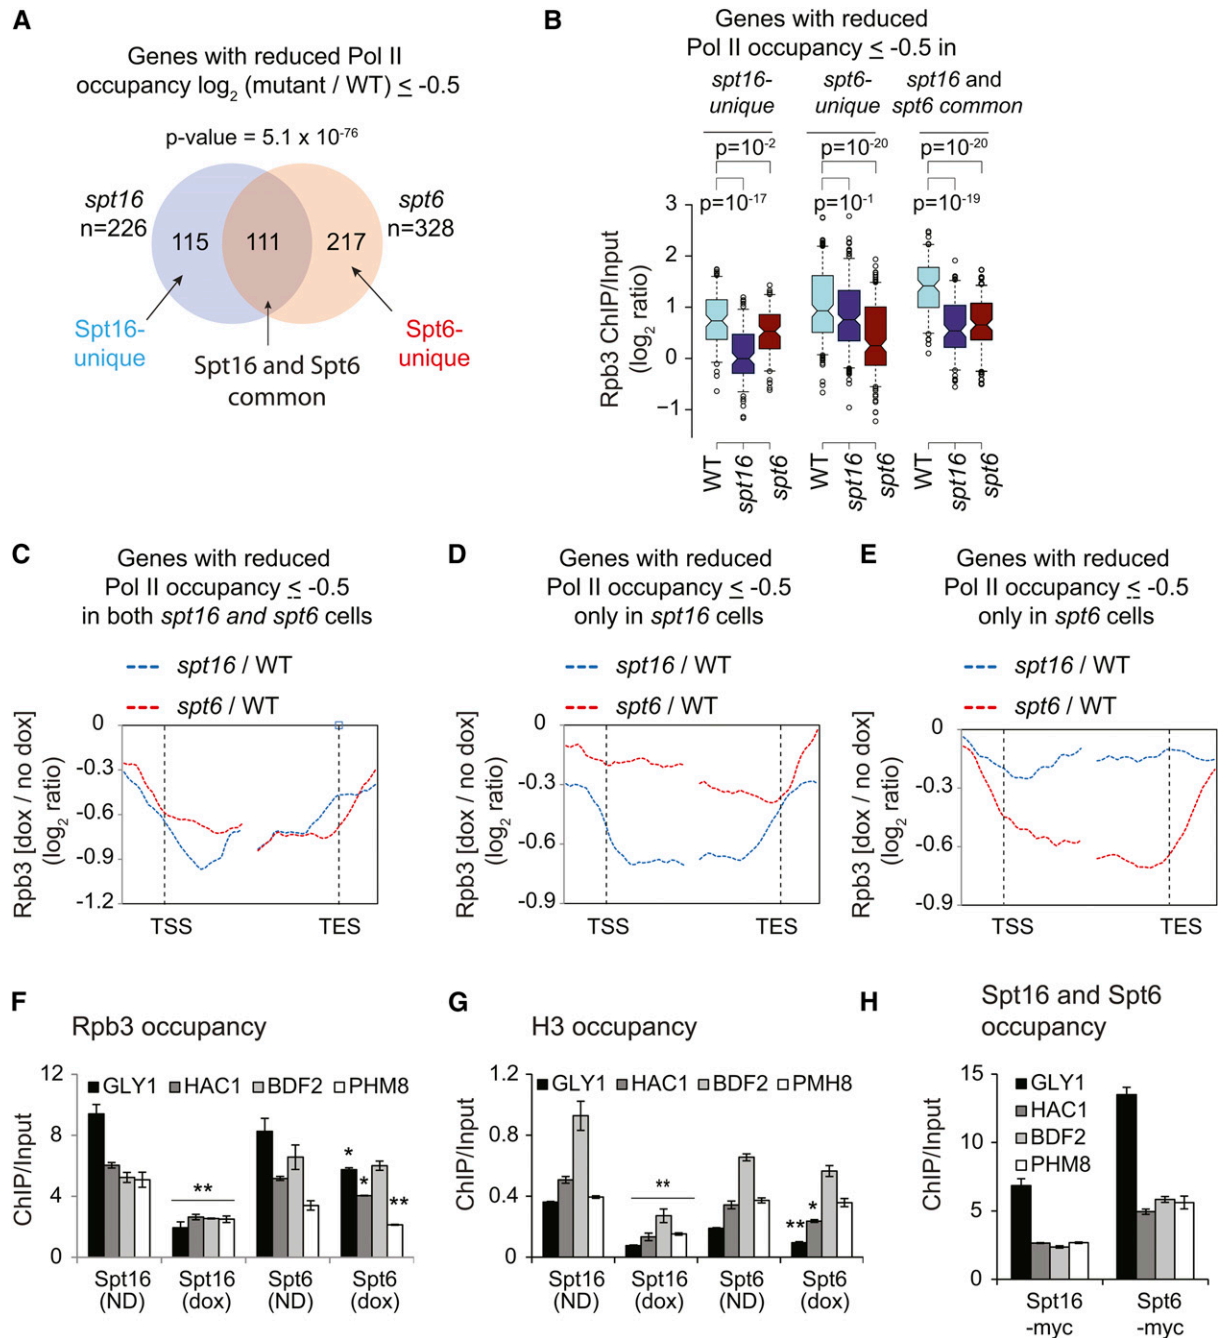 A
Genes with reduced Pol II
occupancy log2 (mutant / WT) ≤ -0.5
p-value = 5.1 x 10-76
spt16
n=226
115
111
217
spt6
n=328
Spt16-
unique
Spt16 and Spt6
common
Spt6-
unique
B
Genes with reduced
Pol II occupancy ≤ -0.5 in
spt16-
unique
spt6-
unique
spt16 and
spt6 common
p=10-2
p=10-20
p=10-20
p=10-17
p=10-1
p=10-19
Rpb3 ChIP/Input
(log2 ratio)
3
2
1
0
−1
WT
spt16
spt6
WT
spt16
spt6
WT
spt16
spt6
C
Genes with reduced
Pol II occupancy ≤ -0.5
in both spt16 and spt6 cells
spt16 / WT
spt6 / WT
Rpb3 [dox / no dox]
(log2 ratio)
0
-0.3
-0.6
-0.9
-1.2
TSS
TES
D
Genes with reduced
Pol II occupancy ≤ -0.5
only in spt16 cells
spt16 / WT
spt6 / WT
Rpb3 [dox / no dox]
(log2 ratio)
0
-0.3
-0.6
-0.9
TSS
TES
E
Genes with reduced
Pol II occupancy ≤ -0.5
only in spt6 cells
spt16 / WT
spt6 / WT
Rpb3 [dox / no dox]
(log2 ratio)
0
-0.3
-0.6
-0.9
TSS
TES
F
Rpb3 occupancy
GLY1 HAC1 BDF2 PHM8
ChIP/Input
12
8
4
0
**
*
*
**
Spt16
(ND)
Spt16
(dox)
Spt6
(ND)
Spt6
(dox)
G
H3 occupancy
GLY1 HAC1 BDF2 PMH8
ChIP/Input
1.2
0.8
0.4
0
**
**
*
Spt16
(ND)
Spt16
(dox)
Spt6
(ND)
Spt6
(dox)
H
Spt16 and Spt6
occupancy
GLY1
HAC1
BDF2
PHM8
ChIP/Input
15
10
5
0
Spt16
-myc
Spt6
-myc